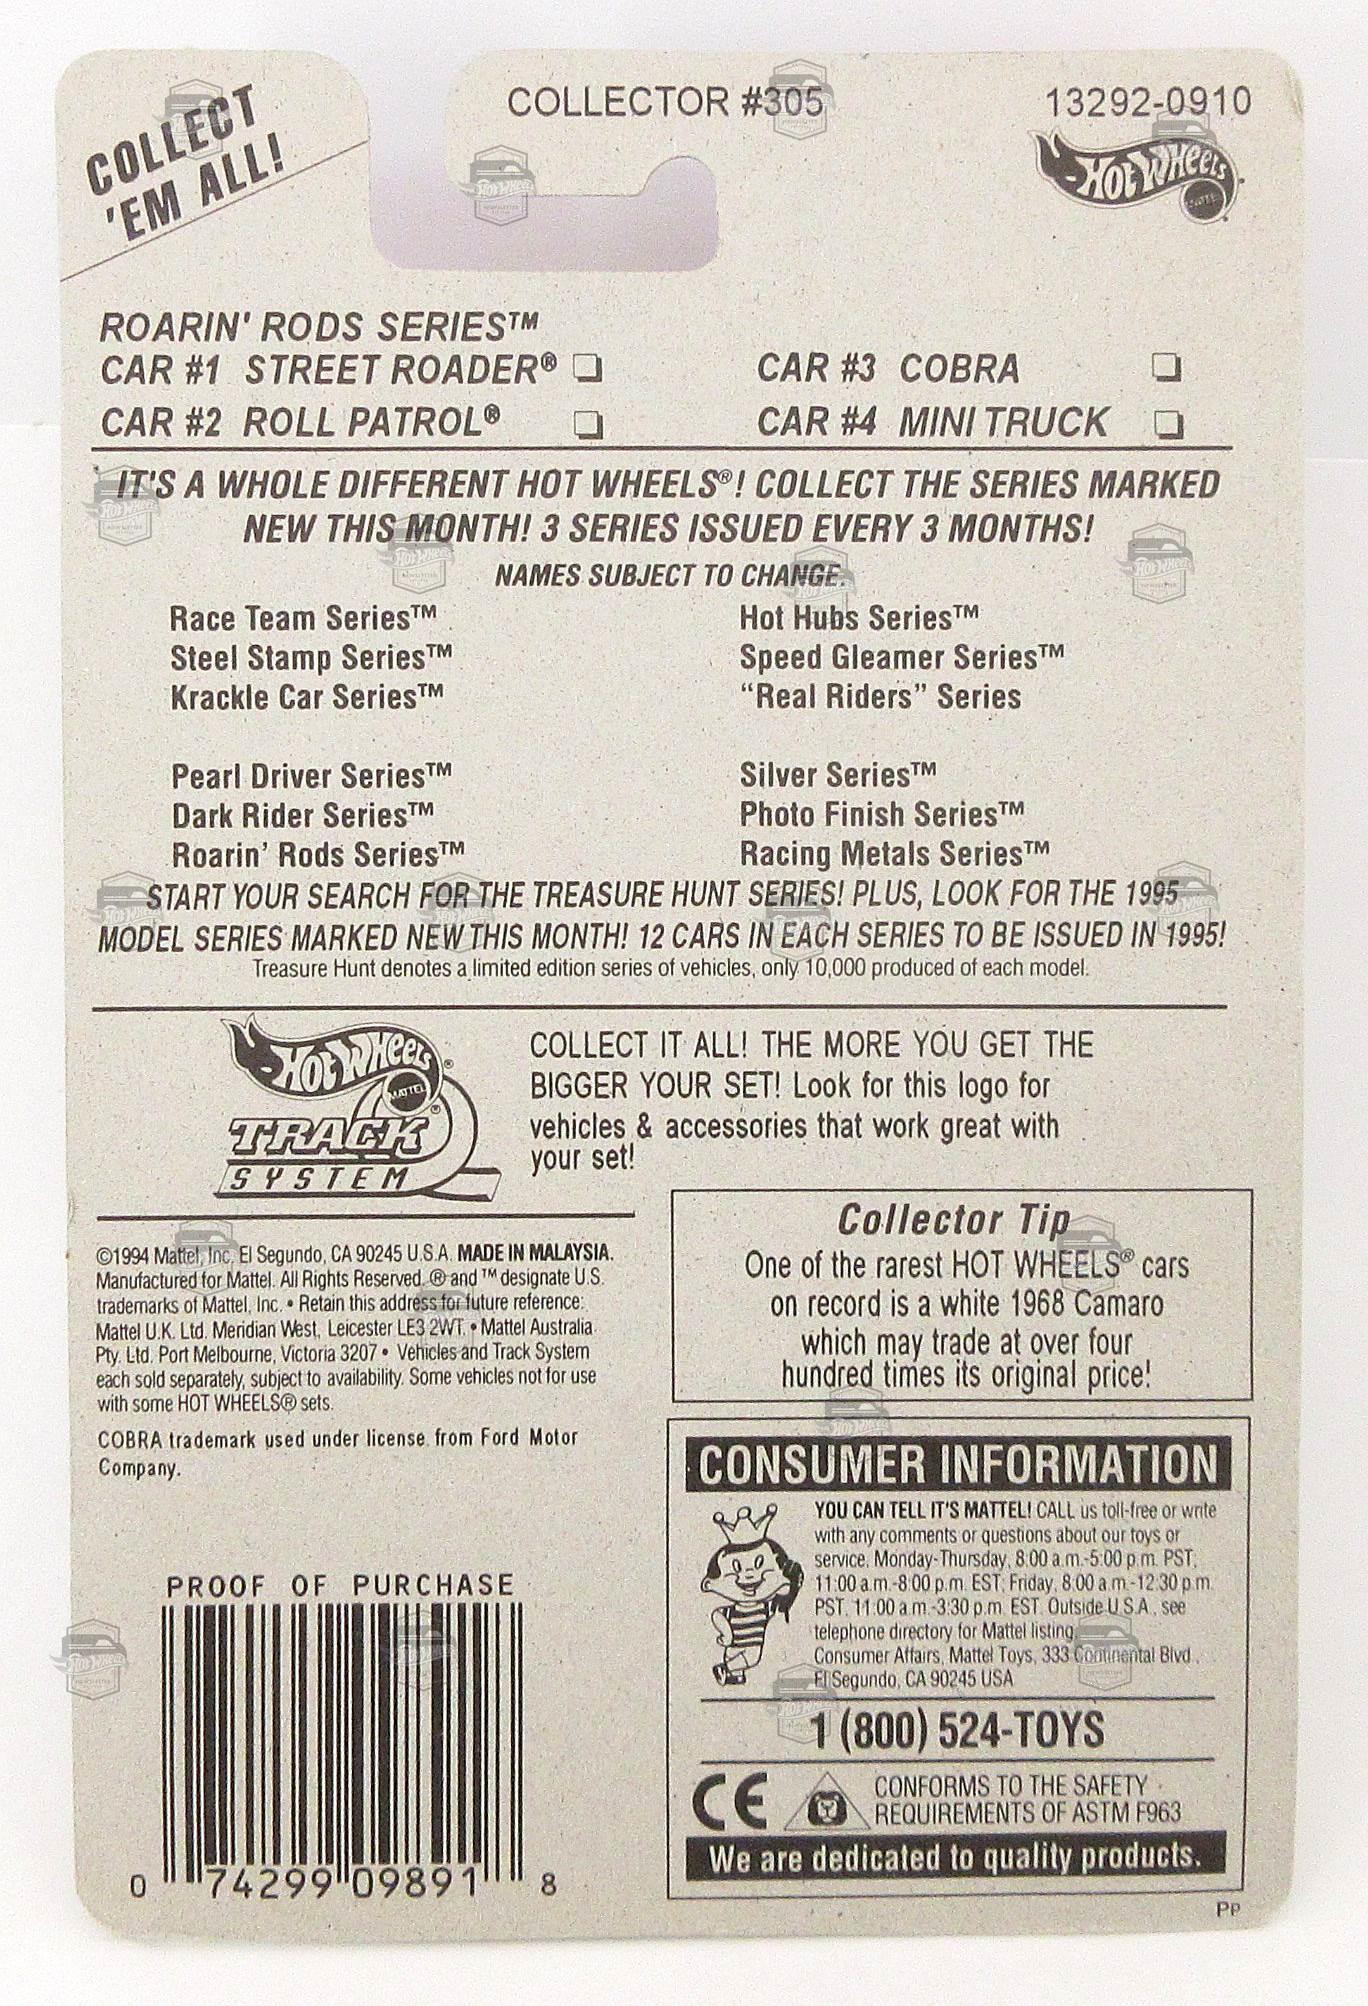 COLLECT
'EM ALL!
COLLECTOR #305
13292-0910
HOT WHEELS
ROARIN' RODS SERIES™
CAR #1 STREET ROADER® ❏
CAR #3 COBRA ❏
CAR #2 ROLL PATROL® ❏
CAR #4 MINI TRUCK ❏
IT'S A WHOLE DIFFERENT HOT WHEELS®! COLLECT THE SERIES MARKED
NEW THIS MONTH! 3 SERIES ISSUED EVERY 3 MONTHS!
NAMES SUBJECT TO CHANGE.
Race Team Series™
Steel Stamp Series™
Krackle Car Series™
Hot Hubs Series™
Speed Gleamer Series™
“Real Riders” Series
Pearl Driver Series™
Dark Rider Series™
Roarin’ Rods Series™
Silver Series™
Photo Finish Series™
Racing Metals Series™
START YOUR SEARCH FOR THE TREASURE HUNT SERIES! PLUS, LOOK FOR THE 1995
MODEL SERIES MARKED NEW THIS MONTH! 12 CARS IN EACH SERIES TO BE ISSUED IN 1995!
Treasure Hunt denotes a limited edition series of vehicles, only 10,000 produced of each model.
HOT WHEELS®
MATTEL®
TRACK
SYSTEM
COLLECT IT ALL! THE MORE YOU GET THE
BIGGER YOUR SET! Look for this logo for
vehicles & accessories that work great with
your set!
©1994 Mattel, Inc. El Segundo, CA 90245 U.S.A. MADE IN MALAYSIA.
Manufactured for Mattel. All Rights Reserved. ® and ™ designate U.S.
trademarks of Mattel, Inc. • Retain this address for future reference:
Mattel U.K. Ltd. Meridian West, Leicester LE3 2WT. • Mattel Australia
Pty. Ltd. Port Melbourne, Victoria 3207 • Vehicles and Track System
each sold separately, subject to availability. Some vehicles not for use
with some HOT WHEELS® sets.
COBRA trademark used under license from Ford Motor
Company.
Collector Tip
One of the rarest HOT WHEELS® cars
on record is a white 1968 Camaro
which may trade at over four
hundred times its original price!
CONSUMER INFORMATION
YOU CAN TELL IT'S MATTEL! CALL us toll-free or write
with any comments or questions about our toys or
service, Monday-Thursday, 8:00 a.m.-5:00 p.m. PST;
11:00 a.m.-8:00 p.m. EST; Friday, 8:00 a.m.-12:30 p.m.
PST, 11:00 a.m.-3:30 p.m. EST. Outside U.S.A., see
telephone directory for Mattel listing.
Consumer Affairs, Mattel Toys, 333 Continental Blvd.,
El Segundo, CA 90245 USA
1 (800) 524-TOYS
CE
CONFORMS TO THE SAFETY
REQUIREMENTS OF ASTM F963
We are dedicated to quality products.
PROOF OF PURCHASE
0 74299 09891 8
PP